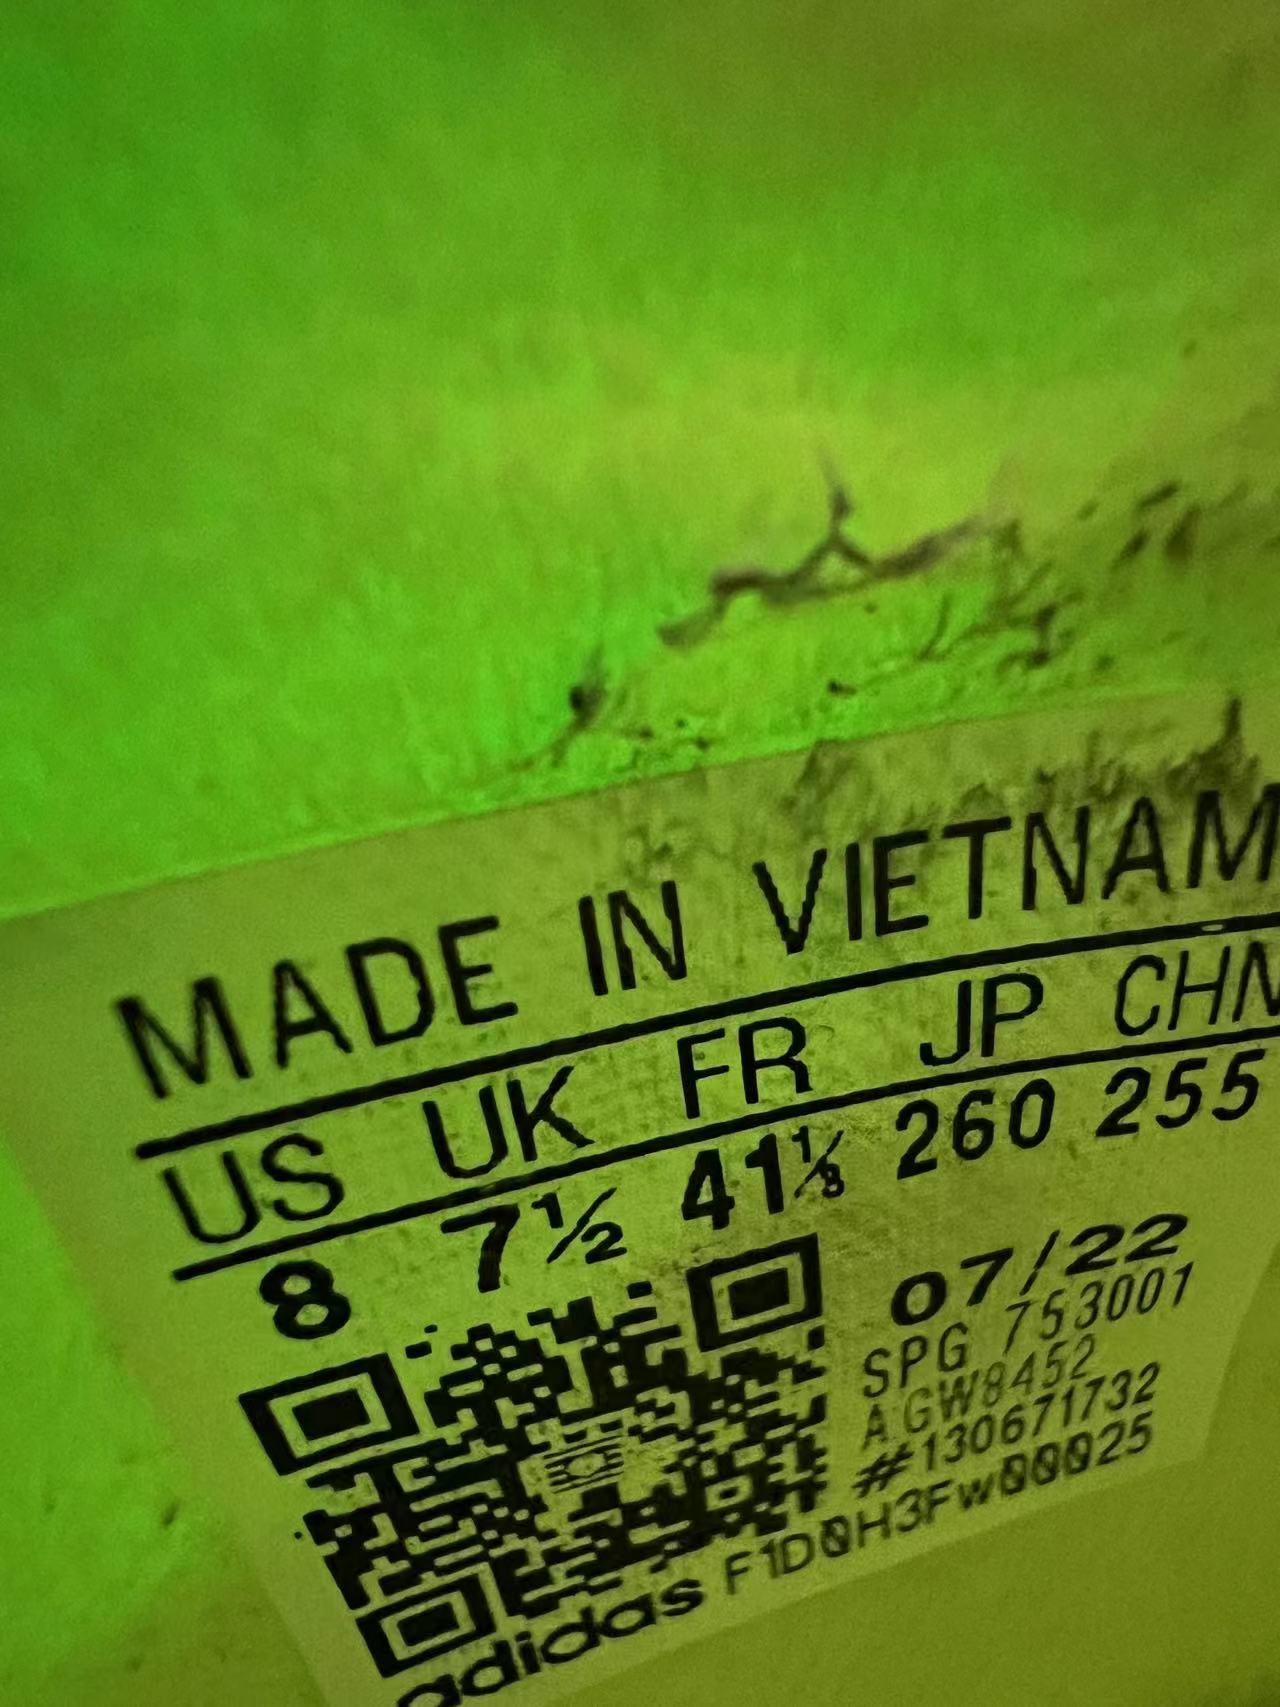 MADE IN VIETNAM
US UK FR JP CHN
8 7½ 41⅓ 260 255
07/22
SPG 753001
A.GW8452
#130671732
adidas F1D0H3Fw00025